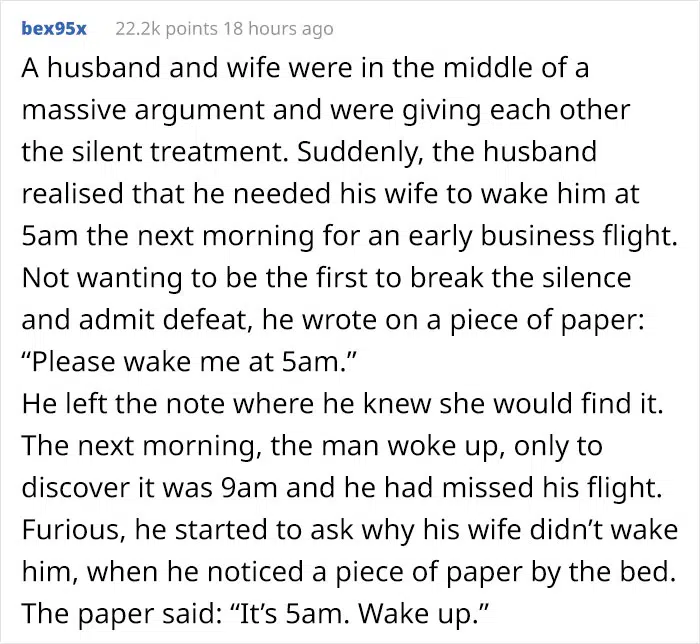 bex95x 22.2k points 18 hours ago
A husband and wife were in the middle of a
massive argument and were giving each other
the silent treatment. Suddenly, the husband
realised that he needed his wife to wake him at
5am the next morning for an early business flight.
Not wanting to be the first to break the silence
and admit defeat, he wrote on a piece of paper:
“Please wake me at 5am.”
He left the note where he knew she would find it.
The next morning, the man woke up, only to
discover it was 9am and he had missed his flight.
Furious, he started to ask why his wife didn’t wake
him, when he noticed a piece of paper by the bed.
The paper said: “It’s 5am. Wake up.”